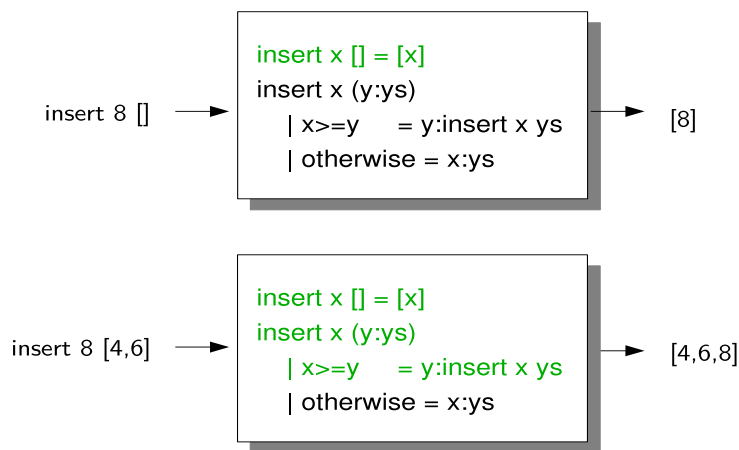 insert x [] = [x]
insert x (y:ys)
insert 8 []
[8]
| x>=y = y:insert x ys
| otherwise = x:ys
insert x [] = [x]
insert x (y:ys)
insert 8 [4,6]
[4,6,8]
| x>=y = y:insert x ys
| otherwise = x:ys